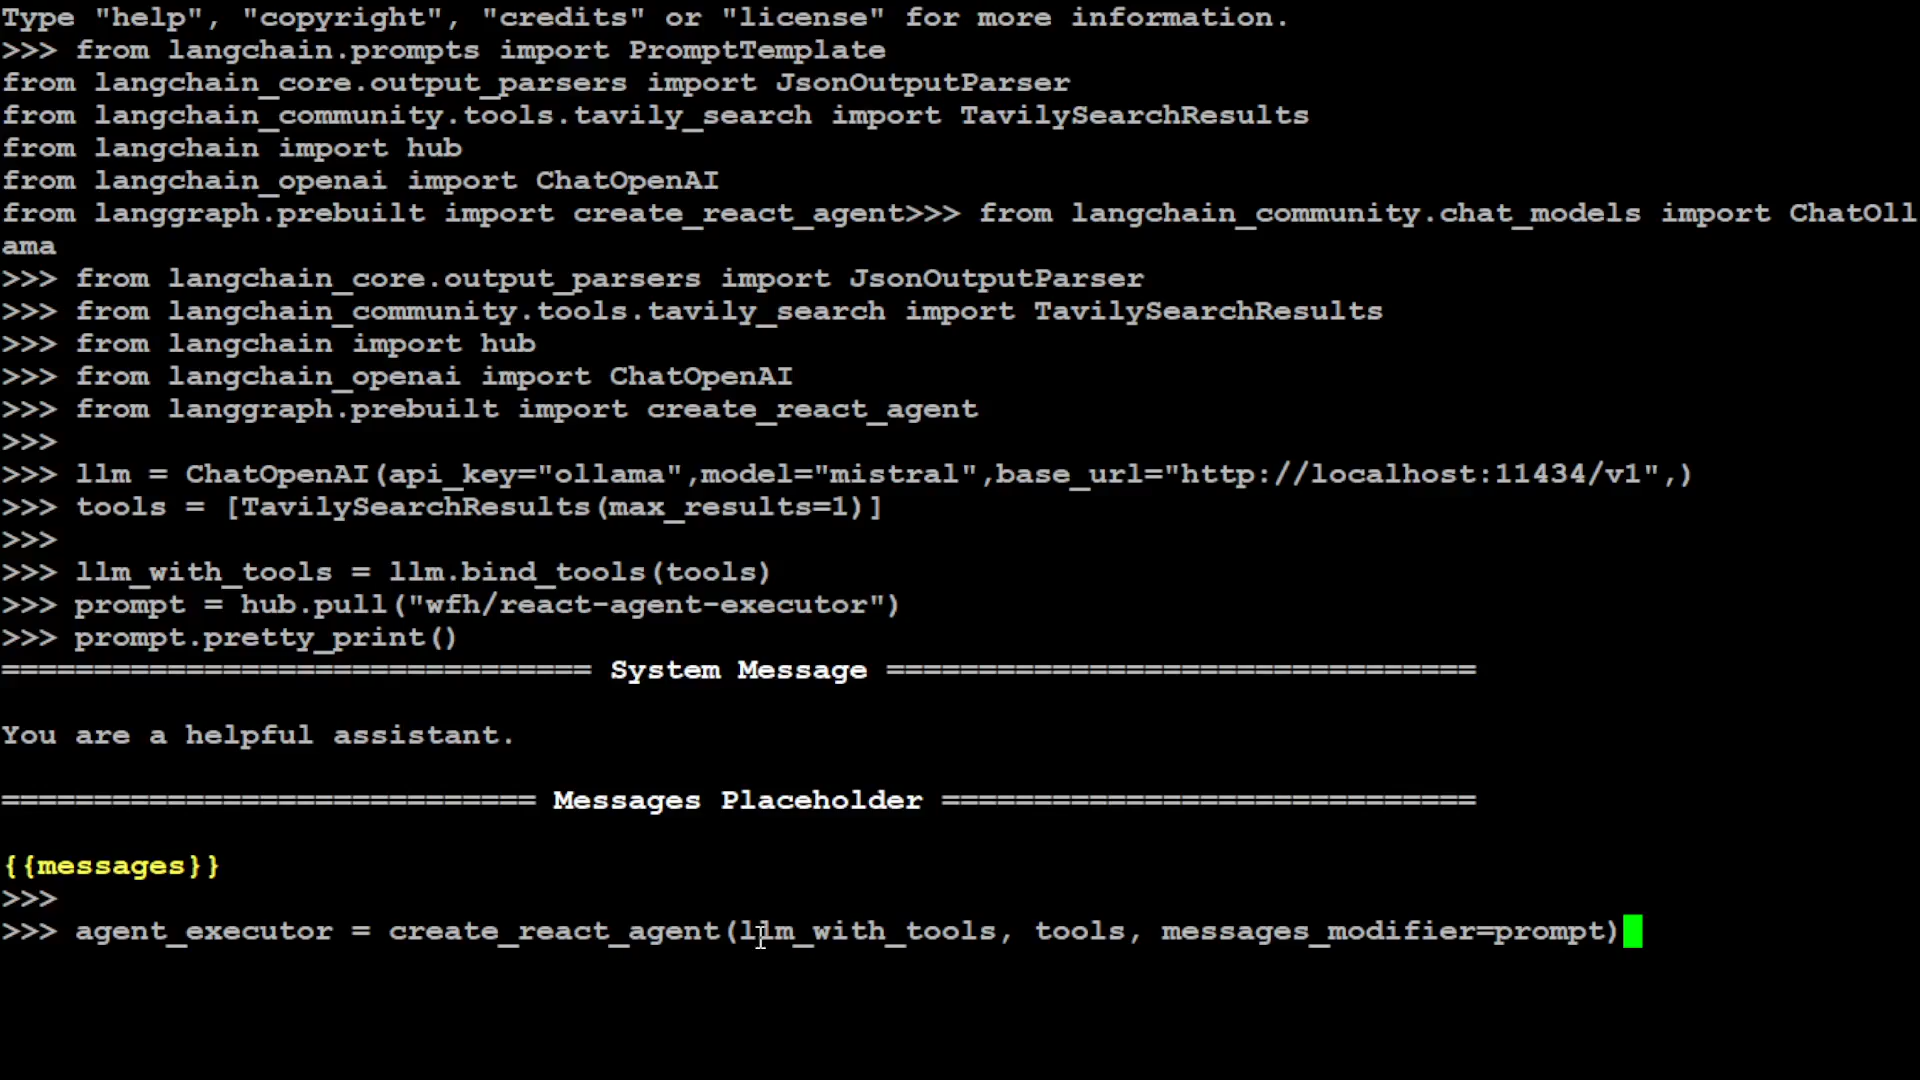 Type "help", "copyright", "credits" or "license" for more information.
>>> from langchain.prompts import PromptTemplate
from langchain_core.output_parsers import JsonOutputParser
from langchain_community.tools.tavily_search import TavilySearchResults
from langchain import hub
from langchain_openai import ChatOpenAI
from langgraph.prebuilt import create_react_agent>>> from langchain_community.chat_models import ChatOll
ama
>>> from langchain_core.output_parsers import JsonOutputParser
>>> from langchain_community.tools.tavily_search import TavilySearchResults
>>> from langchain import hub
>>> from langchain_openai import ChatOpenAI
>>> from langgraph.prebuilt import create_react_agent
>>>
>>> llm = ChatOpenAI(api_key="ollama",model="mistral",base_url="http://localhost:11434/v1",)
>>> tools = [TavilySearchResults(max_results=1)]
>>>
>>> llm_with_tools = llm.bind_tools(tools)
>>> prompt = hub.pull("wfh/react-agent-executor")
>>> prompt.pretty_print()
================================ System Message ================================
You are a helpful assistant.
============================= Messages Placeholder =============================
{{messages}}
>>>
>>> agent_executor = create_react_agent(llm_with_tools, tools, messages_modifier=prompt)